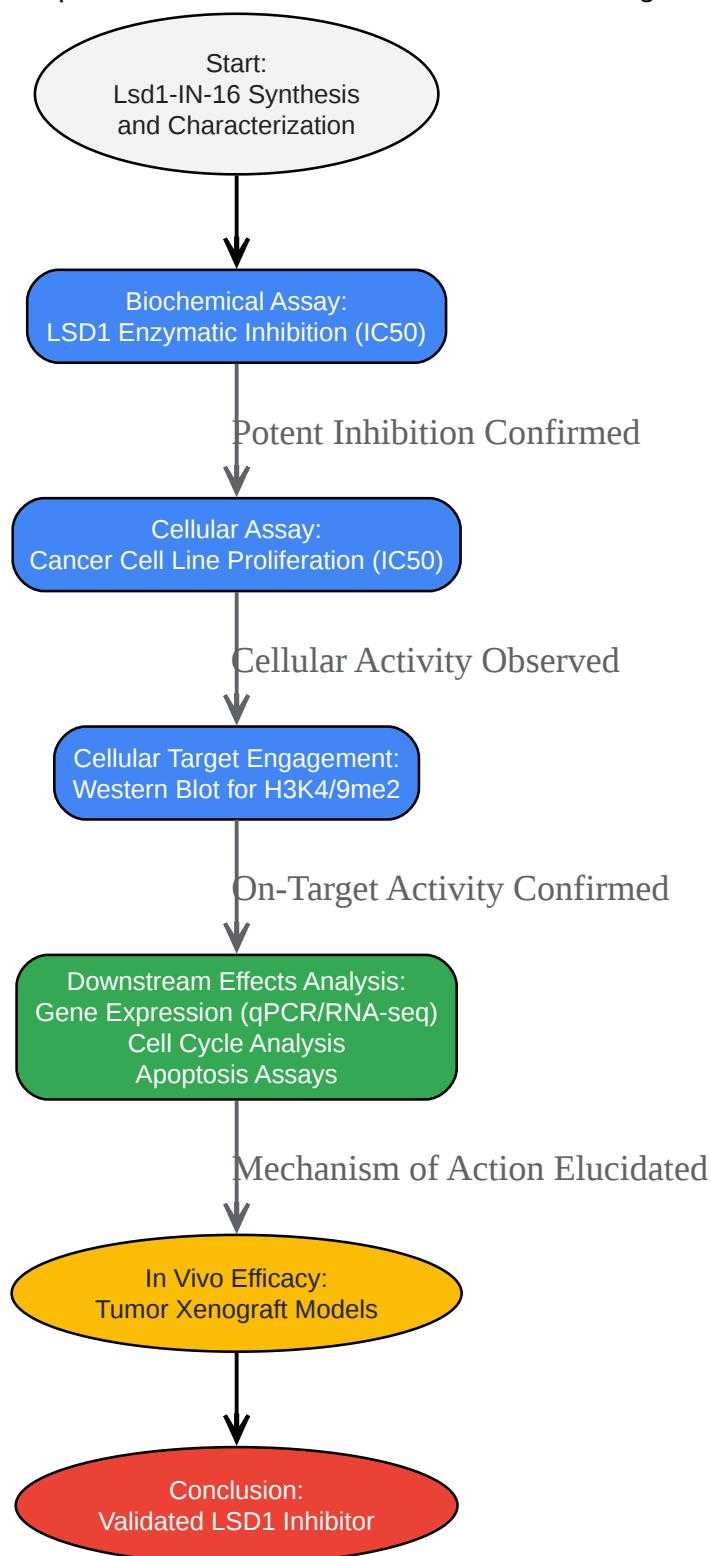 Start:
Lsd1-IN-16 Synthesis
and Characterization
Biochemical Assay:
LSD1 Enzymatic Inhibition (IC50)
Potent Inhibition Confirmed
Cellular Assay:
Cancer Cell Line Proliferation (IC50)
Cellular Activity Observed
Cellular Target Engagement:
Western Blot for H3K4/9me2
On-Target Activity Confirmed
Downstream Effects Analysis:
Gene Expression (qPCR/RNA-seq)
Cell Cycle Analysis
Apoptosis Assays
Mechanism of Action Elucidated
In Vivo Efficacy:
Tumor Xenograft Models
Conclusion:
Validated LSD1 Inhibitor